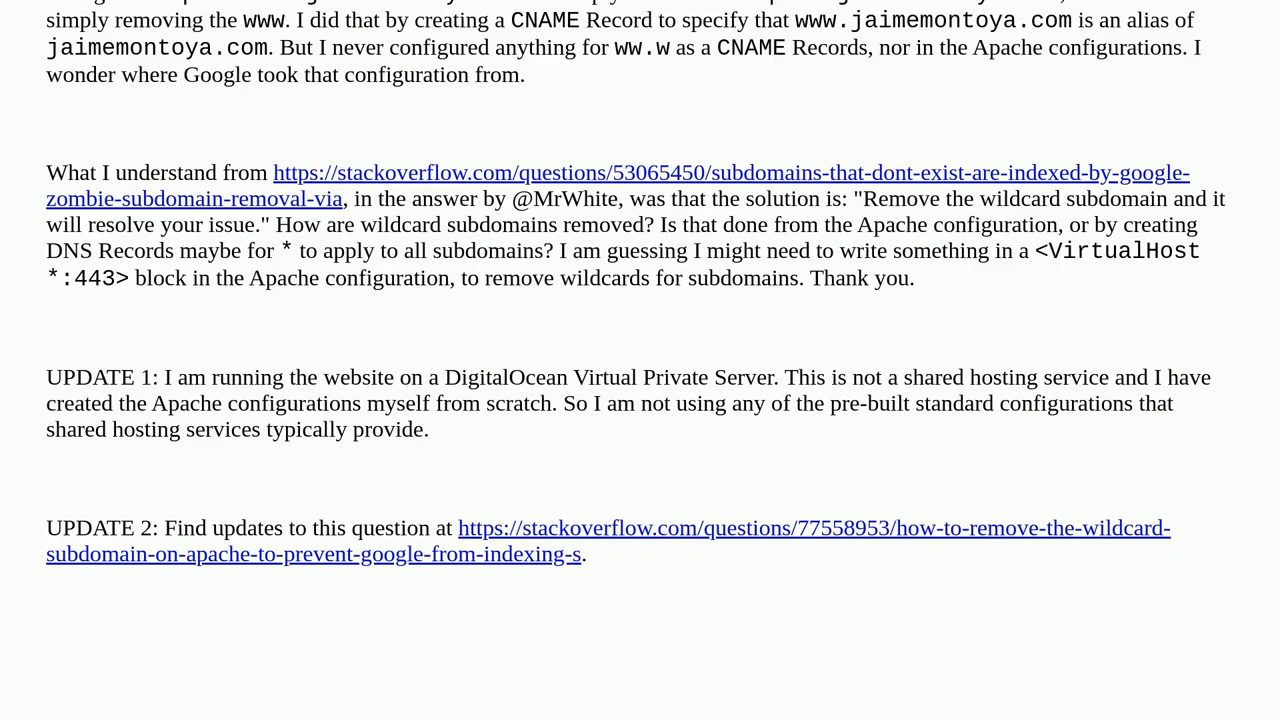 simply removing the www. I did that by creating a CNAME Record to specify that www.jaimemontoya.com is an alias of
jaimemontoya.com. But I never configured anything for ww.w as a CNAME Records, nor in the Apache configurations. I
wonder where Google took that configuration from.
What I understand from https://stackoverflow.com/questions/53065450/subdomains-that-dont-exist-are-indexed-by-google-
zombie-subdomain-removal-via, in the answer by @MrWhite, was that the solution is: "Remove the wildcard subdomain and it
will resolve your issue." How are wildcard subdomains removed? Is that done from the Apache configuration, or by creating
DNS Records maybe for * to apply to all subdomains? I am guessing I might need to write something in a <VirtualHost
*:443> block in the Apache configuration, to remove wildcards for subdomains. Thank you.
UPDATE 1: I am running the website on a DigitalOcean Virtual Private Server. This is not a shared hosting service and I have
created the Apache configurations myself from scratch. So I am not using any of the pre-built standard configurations that
shared hosting services typically provide.
UPDATE 2: Find updates to this question at https://stackoverflow.com/questions/77558953/how-to-remove-the-wildcard-
subdomain-on-apache-to-prevent-google-from-indexing-s.